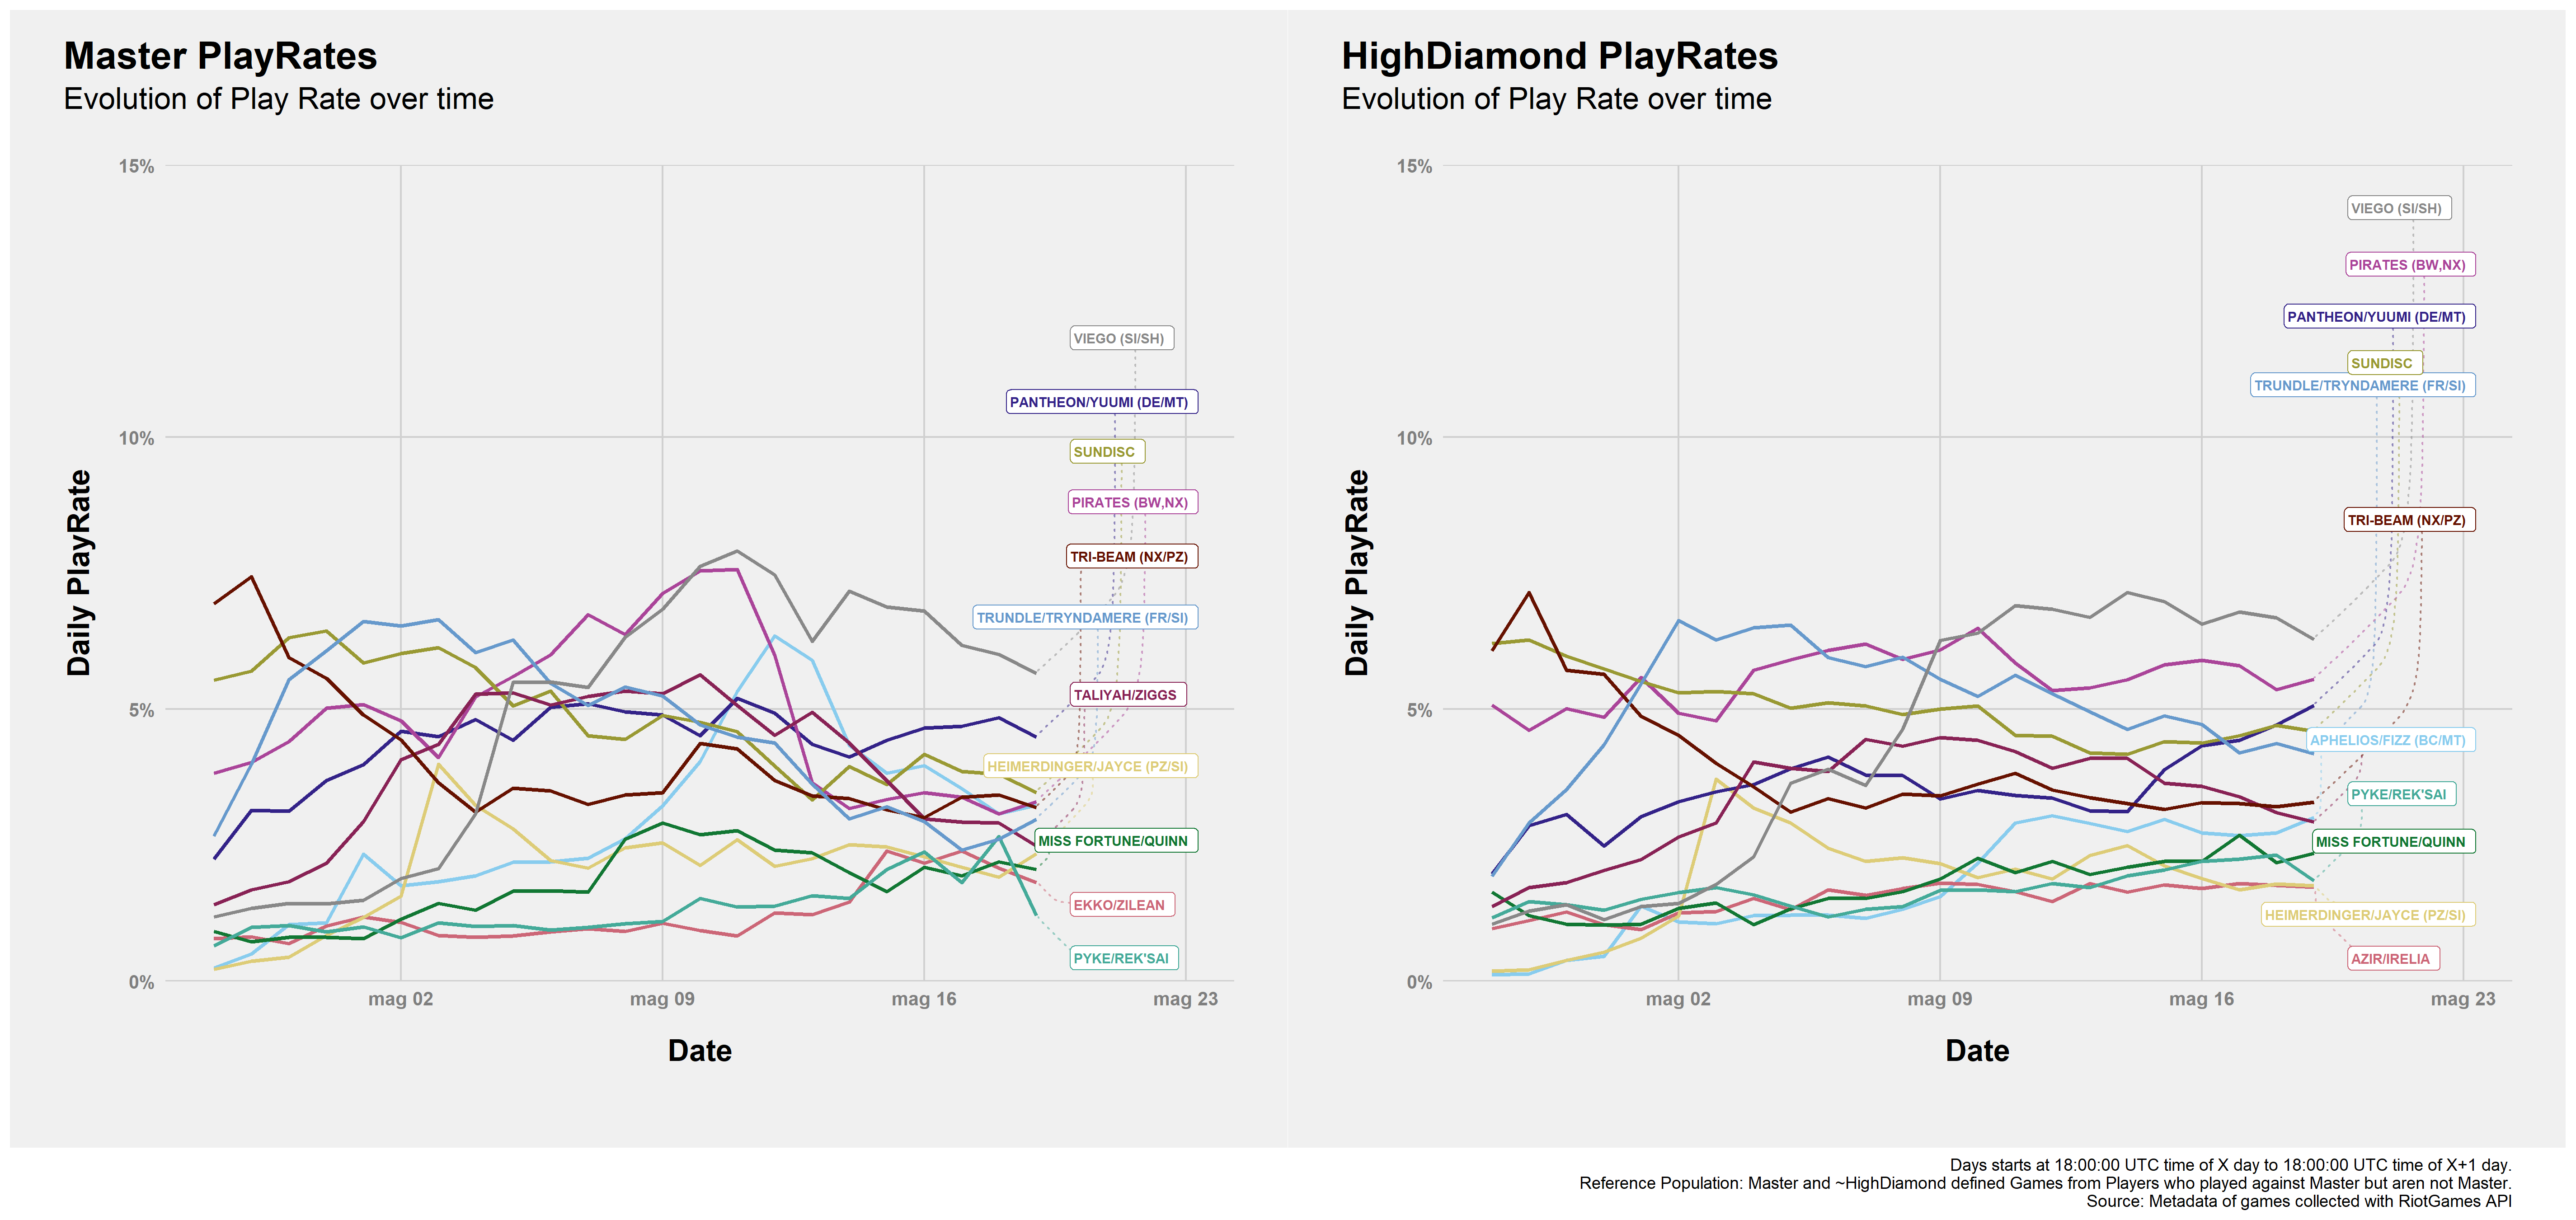 Master PlayRates
Evolution of Play Rate over time
15%
10%
5%
0%
Daily PlayRate
VIEGO (SI/SH)
PANTHEON/YUUMI (DE/MT)
SUNDISC
PIRATES (BW,NX)
TRI-BEAM (NX/PZ)
TRUNDLE/TRYNDAMERE (FR/SI)
TALIYAH/ZIGGS
HEIMERDINGER/JAYCE (PZ/SI)
MISS FORTUNE/QUINN
EKKO/ZILEAN
PYKE/REK'SAI
mag 02
mag 09
mag 16
mag 23
Date
HighDiamond PlayRates
Evolution of Play Rate over time
15%
10%
5%
0%
Daily PlayRate
VIEGO (SI/SH)
PIRATES (BW,NX)
PANTHEON/YUUMI (DE/MT)
SUNDISC
TRUNDLE/TRYNDAMERE (FR/SI)
TRI-BEAM (NX/PZ)
APHELIOS/FIZZ (BC/MT)
PYKE/REK'SAI
MISS FORTUNE/QUINN
HEIMERDINGER/JAYCE (PZ/SI)
AZIR/IRELIA
mag 02
mag 09
mag 16
mag 23
Date
Days starts at 18:00:00 UTC time of X day to 18:00:00 UTC time of X+1 day.
Reference Population: Master and ~HighDiamond defined Games from Players who played against Master but aren not Master.
Source: Metadata of games collected with RiotGames API